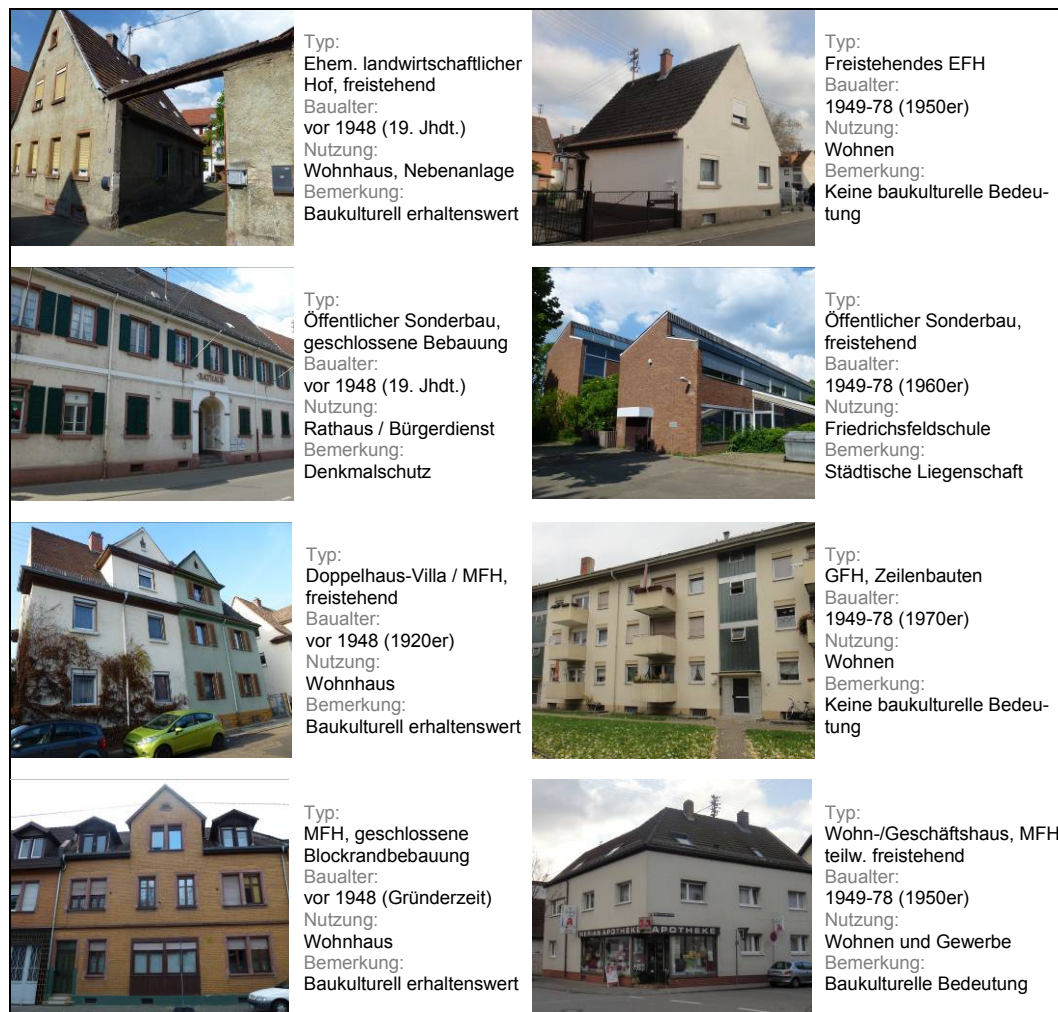 Typ:
Ehem. landwirtschaftlicher
Hof, freistehend
Baualter:
vor 1948 (19. Jhdt.)
Nutzung:
Wohnhaus, Nebenanlage
Bemerkung:
Baukulturell erhaltenswert
Typ:
Freistehendes EFH
Baualter:
1949-78 (1950er)
Nutzung:
Wohnen
Bemerkung:
Keine baukulturelle Bedeu-
tung
RATHAUS
Typ:
Öffentlicher Sonderbau,
geschlossene Bebauung
Baualter:
vor 1948 (19. Jhdt.)
Nutzung:
Rathaus / Bürgerdienst
Bemerkung:
Denkmalschutz
Typ:
Öffentlicher Sonderbau,
freistehend
Baualter:
1949-78 (1960er)
Nutzung:
Friedrichsfeldschule
Bemerkung:
Städtische Liegenschaft
Typ:
Doppelhaus-Villa / MFH,
freistehend
Baualter:
vor 1948 (1920er)
Nutzung:
Wohnhaus
Bemerkung:
Baukulturell erhaltenswert
Typ:
GFH, Zeilenbauten
Baualter:
1949-78 (1970er)
Nutzung:
Wohnen
Bemerkung:
Keine baukulturelle Bedeu-
tung
Typ:
MFH, geschlossene
Blockrandbebauung
Baualter:
vor 1948 (Gründerzeit)
Nutzung:
Wohnhaus
Bemerkung:
Baukulturell erhaltenswert
MERIAN APOTHEKE APOTHEKE
Typ:
Wohn-/Geschäftshaus, MFH
teilw. freistehend
Baualter:
1949-78 (1950er)
Nutzung:
Wohnen und Gewerbe
Bemerkung:
Baukulturelle Bedeutung